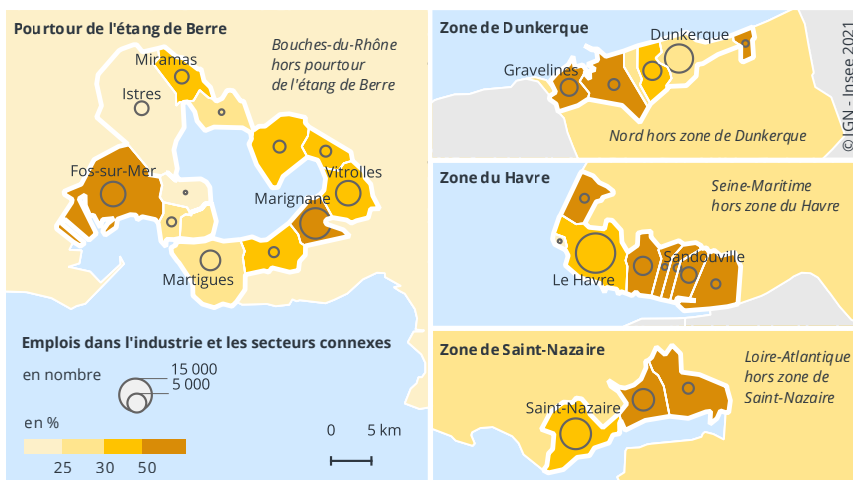 Pourtour de l'étang de Berre
Bouches-du-Rhône
hors pourtour
de l'étang de Berre
Miramas
Istres
Fos-sur-Mer
Vitrolles
Marignane
Martigues
Emplois dans l'industrie et les secteurs connexes
en nombre
15 000
5 000
en %
25 30 50
0 5 km
Zone de Dunkerque
Dunkerque
Gravelines
Nord hors zone de Dunkerque
Zone du Havre
Seine-Maritime
hors zone du Havre
Sandouville
Le Havre
Zone de Saint-Nazaire
Loire-Atlantique
hors zone de
Saint-Nazaire
Saint-Nazaire
© IGN - Insee 2021